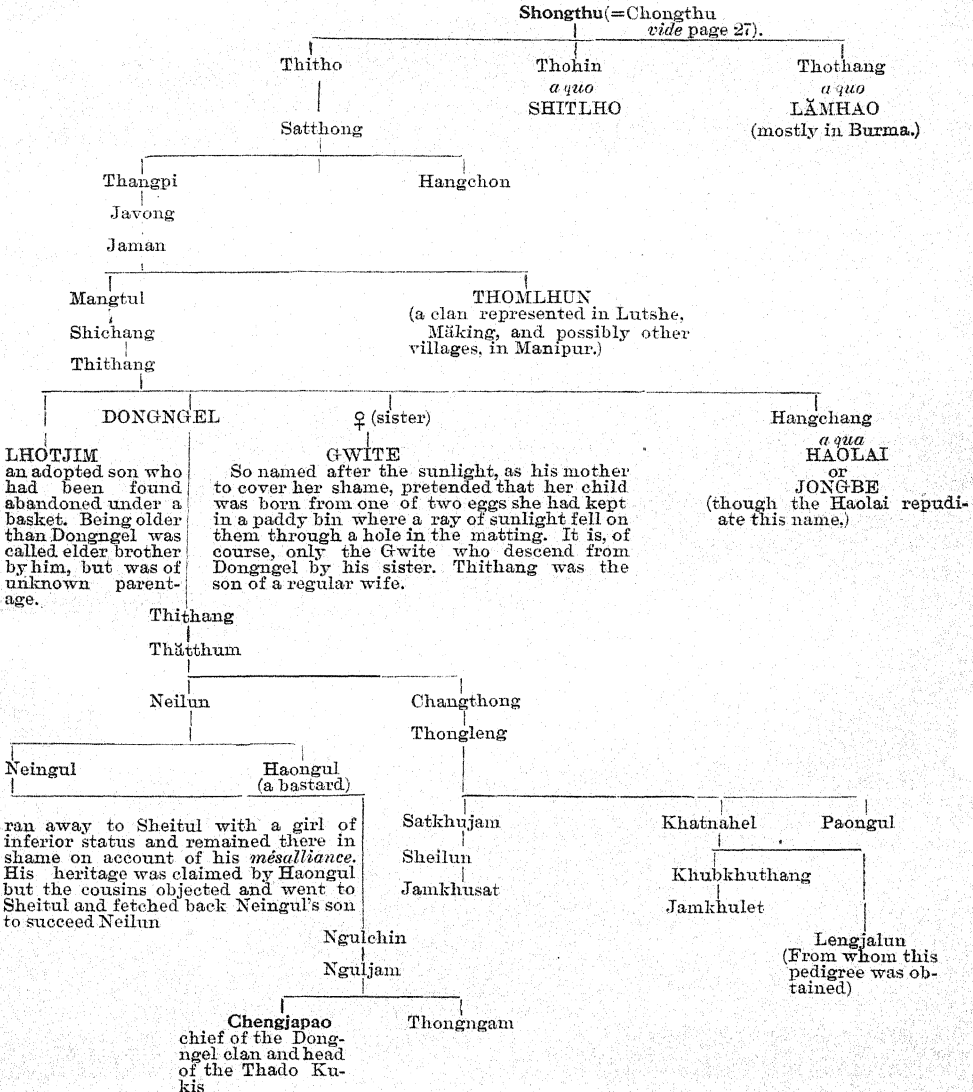 Shongthu(=Chongthu
vide page 27).
Thitho Thohin Thothang
a quo a quo
SHITLHO LĂMHAO
(mostly in Burma.)
Satthong
Thangpi Hangchon
Javong
Jaman
Mangtul THOMLHUN
(a clan represented in Lutshe,
Măking, and possibly other
villages, in Manipur.)
Shichang
Thithang
DONGNGEL ♀ (sister) Hangchang
a qua
HAOLAI
or
JONGBE
(though the Haolai repudi-
ate this name.)
LHOTJIM
an adopted son who
had been found
abandoned under a
basket. Being older
than Dongngel was
called elder brother
by him, but was of
unknown parent-
age.
GWITE
So named after the sunlight, as his mother
to cover her shame, pretended that her child
was born from one of two eggs she had kept
in a paddy bin where a ray of sunlight fell on
them through a hole in the matting. It is, of
course, only the Gwite who descend from
Dongngel by his sister. Thithang was the
son of a regular wife.
Thithang
Thătthum
Neilun Changthong
Thongleng
Neingul Haongul
(a bastard)
ran away to Sheitul with a girl of
inferior status and remained there in
shame on account of his mésalliance.
His heritage was claimed by Haongul
but the cousins objected and went to
Sheitul and fetched back Neingul's son
to succeed Neilun
Satkhujam Khatnahel Paongul
Sheilun
Jamkhusat
Khubkhuthang
Jamkhulet
Lengjalun
(From whom this
pedigree was ob-
tained)
Ngulchin
Nguljam
Chengjapao Thongngam
chief of the Dong-
ngel clan and head
of the Thado Ku-
kis